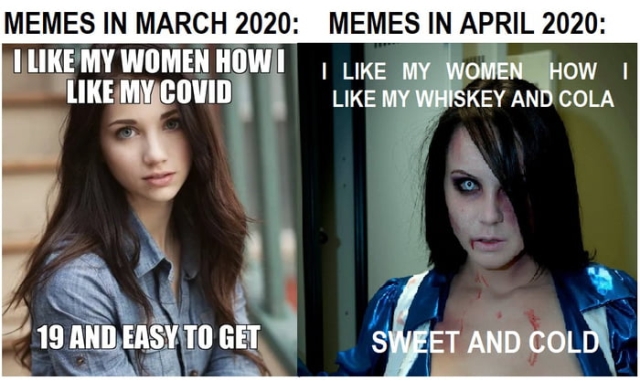 MEMES IN MARCH 2020:
I LIKE MY WOMEN HOW I
LIKE MY COVID
19 AND EASY TO GET
MEMES IN APRIL 2020:
I LIKE MY WOMEN HOW I
LIKE MY WHISKEY AND COLA
SWEET AND COLD